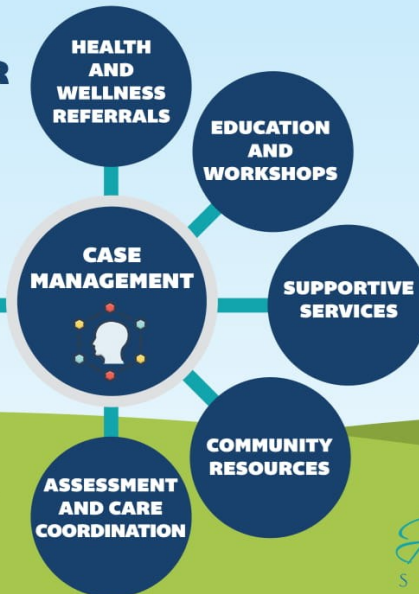 R
HEALTH
AND
WELLNESS
REFERRALS
EDUCATION
AND
WORKSHOPS
CASE
MANAGEMENT
SUPPORTIVE
SERVICES
COMMUNITY
RESOURCES
ASSESSMENT
AND CARE
COORDINATION
S